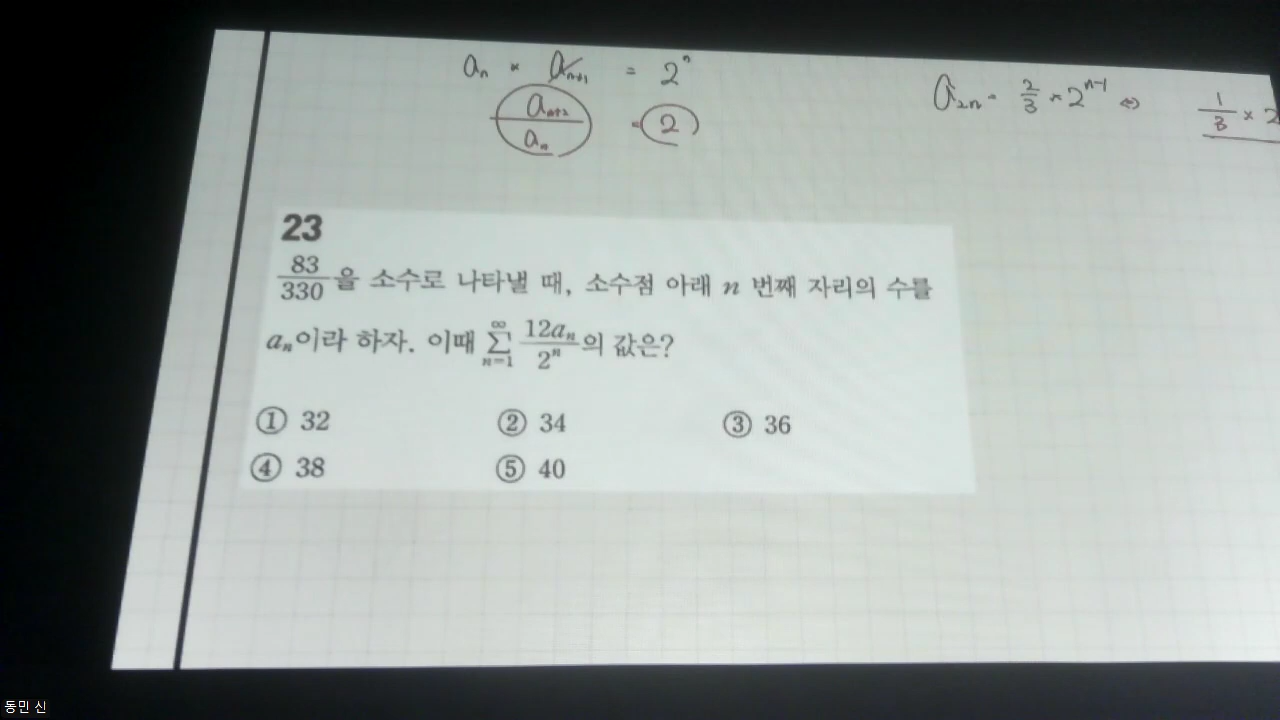 aₙ × aₙ₊₁ = 2ⁿ
aₙ₊₂ / aₙ = 2
a₂ₙ = 2/3 × 2ⁿ⁻¹ ⇔ 1/3 × 2
23
83/330 을 소수로 나타낼 때, 소수점 아래 n 번째 자리의 수를
aₙ이라 하자. 이때 ∑ₙ₌₁^∞ 12aₙ/2ⁿ 의 값은?
① 32 ② 34 ③ 36
④ 38 ⑤ 40
동민 신